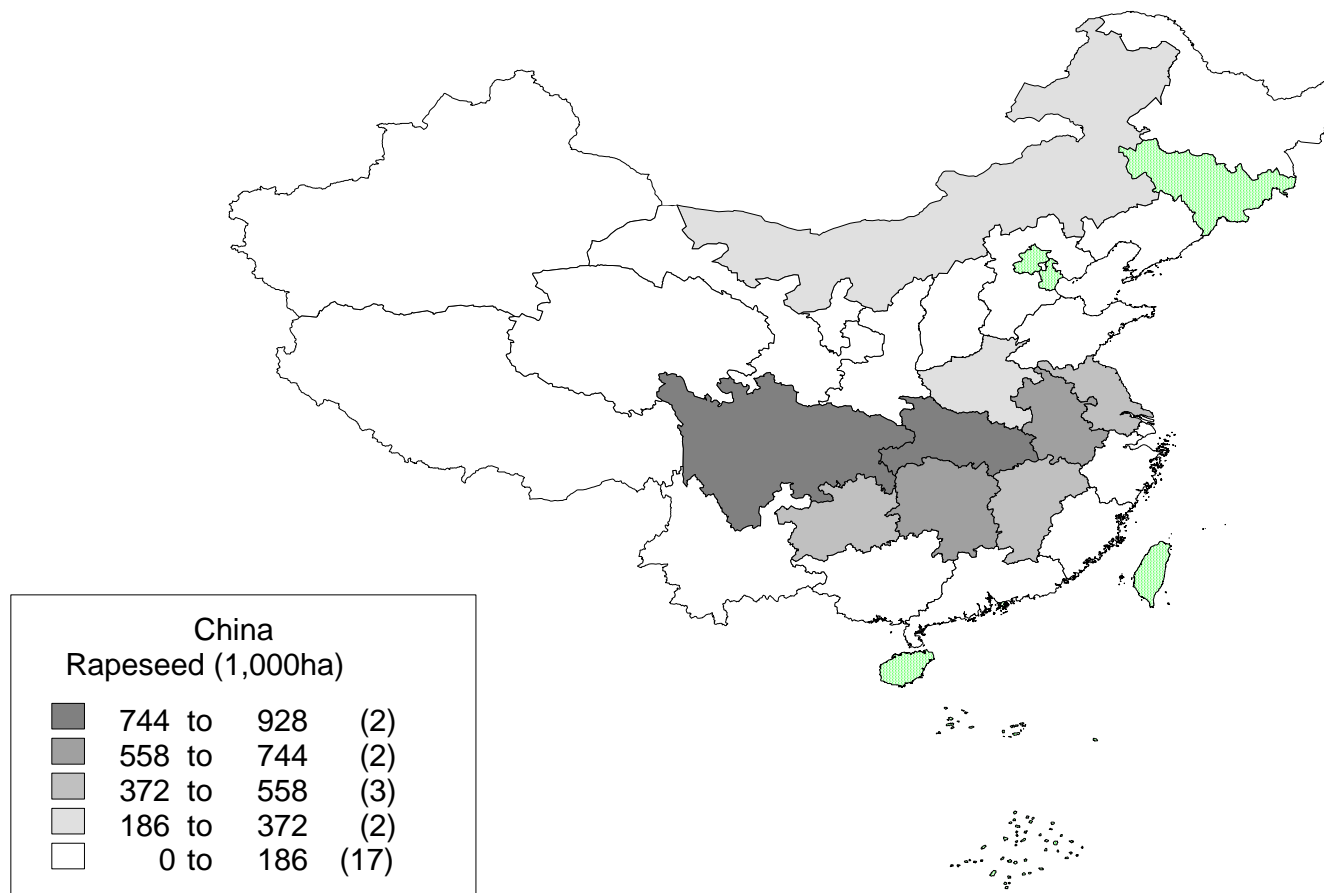 China
Rapeseed (1,000ha)
744 to 928 (2)
558 to 744 (2)
372 to 558 (3)
186 to 372 (2)
0 to 186 (17)